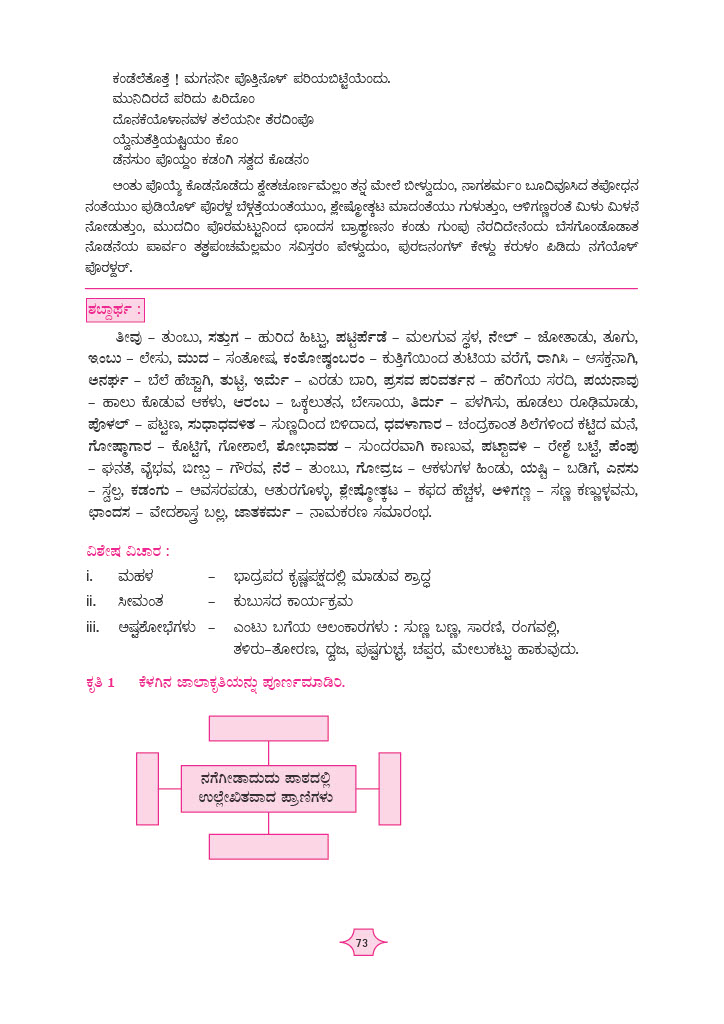 ಕಂಡೆಲೆತೊತ್ತೆ ! ಮಗನನೀ ಪೊತ್ತಿನೊಳ್ ಪರಿಯಬಿಟ್ಟೆಯೆಂದು.
ಮುನಿದಿರದೆ ಪರಿದು ಪಿರಿದೊಂ
ದೊನಕೆಯೊಳಾನವಳ ತಲೆಯನೀ ತೆರದಿಂಪೊ
ಯ್ವೆನುತೆತ್ತಿಯಷ್ಟಿಯಂ ಕೊಂ
ಡೆನಸುಂ ಪೊಯ್ದಂ ಕಡಂಗಿ ಸತ್ವದ ಕೊಡನಂ
ಅಂತು ಪೊಯ್ಯೆ ಕೊಡನೊಡೆದು ಶ್ವೇತಚೂರ್ಣಮೆಲ್ಲಂ ತನ್ನ ಮೇಲೆ ಬೀಳ್ವುದುಂ, ನಾಗಶರ್ಮಂ ಬೂದಿವೂಸಿದ ತಪೋಧನ
ನಂತೆಯುಂ ಪುಡಿಯೊಳ್ ಪೊರಳ್ದ ಬೆಳ್ಗತ್ತೆಯಂತೆಯುಂ, ಶ್ಲೇಷ್ಮೋತ್ಕಟ ಮಾದಂತೆಯು ಗುಳುತ್ತುಂ, ಅಳಿಗಣ್ಣರಂತೆ ಮಿಳು ಮಿಳನೆ
ನೋಡುತ್ತುಂ, ಮುದದಿಂ ಪೊರಮಟ್ಟುನಿಂದ ಛಾಂದಸ ಬ್ರಾಹ್ಮಣನಂ ಕಂಡು ಗುಂಪು ನೆರದಿದೇನೆಂದು ಬೆಸಗೊಂಡೊಡಾತ
ನೊಡನೆಯ ಪಾರ್ವಂ ತತ್ಪ್ರಪಂಚಮೆಲ್ಲಮಂ ಸವಿಸ್ತರಂ ಪೇಳ್ವುದುಂ, ಪುರಜನಂಗಳ್ ಕೇಳ್ದು ಕರುಳಂ ಪಿಡಿದು ನಗೆಯೊಳ್
ಪೊರಳ್ದರ್.
ಶಬ್ದಾರ್ಥ :
ತೀವು – ತುಂಬು, ಸತ್ತುಗ – ಹುರಿದ ಹಿಟ್ಟು, ಪಟ್ಟಿರ್ಪೆಡೆ – ಮಲಗುವ ಸ್ಥಳ, ನೇಲ್ – ಜೋತಾಡು, ತೂಗು,
ಇಂಬು – ಲೇಸು, ಮುದ – ಸಂತೋಷ, ಕಂಠೋಷ್ಠಂಬರಂ – ಕುತ್ತಿಗೆಯಿಂದ ತುಟಿಯ ವರೆಗೆ, ರಾಗಿಸಿ – ಆಸಕ್ತನಾಗಿ,
ಅನರ್ಘ – ಬೆಲೆ ಹೆಚ್ಚಾಗಿ, ತುಟ್ಟಿ, ಇರ್ಮೆ – ಎರಡು ಬಾರಿ, ಪ್ರಸವ ಪರಿವರ್ತನ – ಹೆರಿಗೆಯ ಸರದಿ, ಪಯನಾವು
– ಹಾಲು ಕೊಡುವ ಆಕಳು, ಆರಂಬ – ಒಕ್ಕಲುತನ, ಬೇಸಾಯ, ತಿರ್ದು – ಪಳಗಿಸು, ಹೂಡಲು ರೂಢಿಮಾಡು,
ಪೊಳಲ್ – ಪಟ್ಟಣ, ಸುಧಾಧವಳಿತ – ಸುಣ್ಣದಿಂದ ಬಿಳಿದಾದ, ಧವಳಾಗಾರ – ಚಂದ್ರಕಾಂತ ಶಿಲೆಗಳಿಂದ ಕಟ್ಟಿದ ಮನೆ,
ಗೋಷ್ಠಾಗಾರ – ಕೊಟ್ಟಿಗೆ, ಗೋಶಾಲೆ, ಶೋಭಾವಹ – ಸುಂದರವಾಗಿ ಕಾಣುವ, ಪಟ್ಟಾವಳಿ – ರೇಶ್ಮೆ ಬಟ್ಟೆ, ಪೆಂಪು
– ಘನತೆ, ವೈಭವ, ಬಿಣ್ಪು – ಗೌರವ, ನೆರೆ – ತುಂಬು, ಗೋವ್ರಜ – ಆಕಳುಗಳ ಹಿಂಡು, ಯಷ್ಟಿ – ಬಡಿಗೆ, ಎನಸು
– ಸ್ವಲ್ಪ, ಕಡಂಗು – ಅವಸರಪಡು, ಆತುರಗೊಳ್ಳು, ಶ್ಲೇಷ್ಮೋತ್ಕಟ – ಕಫದ ಹೆಚ್ಚಳ, ಅಳಿಗಣ್ಣ – ಸಣ್ಣ ಕಣ್ಣುಳ್ಳವನು,
ಛಾಂದಸ – ವೇದಶಾಸ್ತ್ರ ಬಲ್ಲ, ಜಾತಕರ್ಮ – ನಾಮಕರಣ ಸಮಾರಂಭ.
ವಿಶೇಷ ವಿಚಾರ :
i. ಮಹಳ – ಭಾದ್ರಪದ ಕೃಷ್ಣಪಕ್ಷದಲ್ಲಿ ಮಾಡುವ ಶ್ರಾದ್ಧ
ii. ಸೀಮಂತ – ಕುಬುಸದ ಕಾರ್ಯಕ್ರಮ
iii. ಅಷ್ಟಶೋಭೆಗಳು – ಎಂಟು ಬಗೆಯ ಅಲಂಕಾರಗಳು : ಸುಣ್ಣ ಬಣ್ಣ, ಸಾರಣಿ, ರಂಗವಲ್ಲಿ,
ತಳಿರು–ತೋರಣ, ಧ್ವಜ, ಪುಷ್ಪಗುಚ್ಛ, ಚಪ್ಪರ, ಮೇಲುಕಟ್ಟು ಹಾಕುವುದು.
ಕೃತಿ 1 ಕೆಳಗಿನ ಜಾಲಾಕೃತಿಯನ್ನು ಪೂರ್ಣಮಾಡಿರಿ.
ನಗೆಗೀಡಾದುದು ಪಾಠದಲ್ಲಿ
ಉಲ್ಲೇಖಿತವಾದ ಪ್ರಾಣಿಗಳು
73